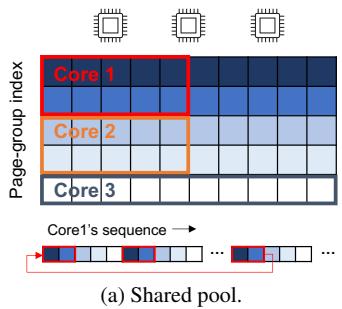 Page-group index
Core 1
Core 2
Core 3
Core1's sequence
...
...
(a) Shared pool.